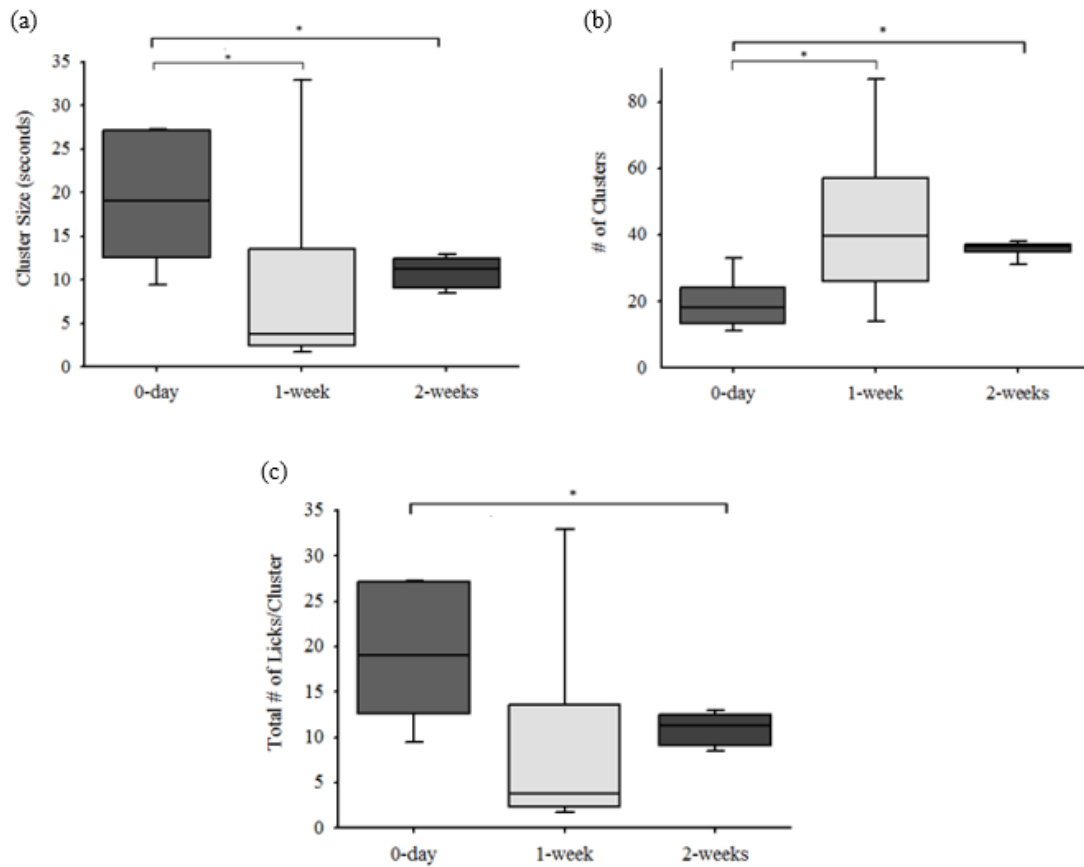 (a)
*
*
Cluster Size (seconds)
35
30
25
20
15
10
5
0
0-day 1-week 2-weeks
(b)
*
*
# of Clusters
80
60
40
20
0
0-day 1-week 2-weeks
(c)
*
Total # of Licks/Cluster
35
30
25
20
15
10
5
0
0-day 1-week 2-weeks